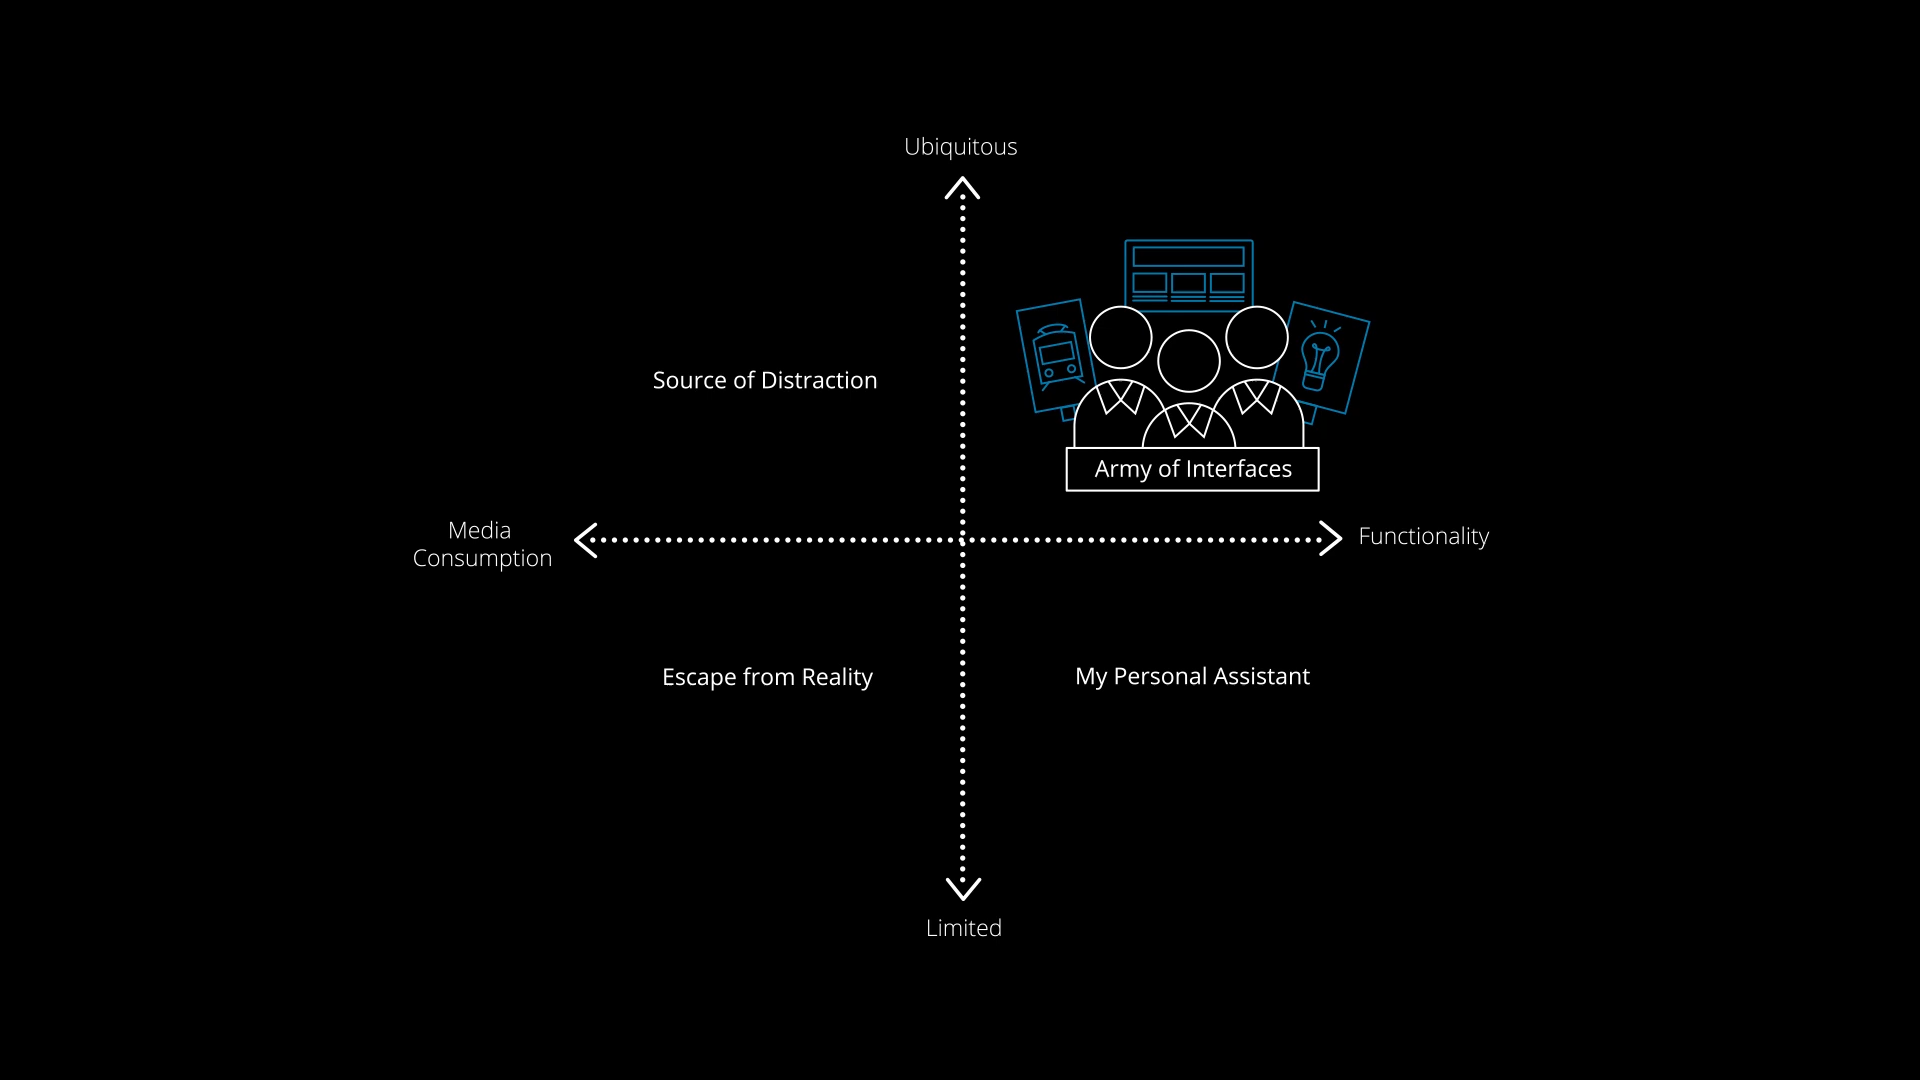 Ubiquitous
Source of Distraction
Army of Interfaces
Media
Consumption
Functionality
Escape from Reality
My Personal Assistant
Limited